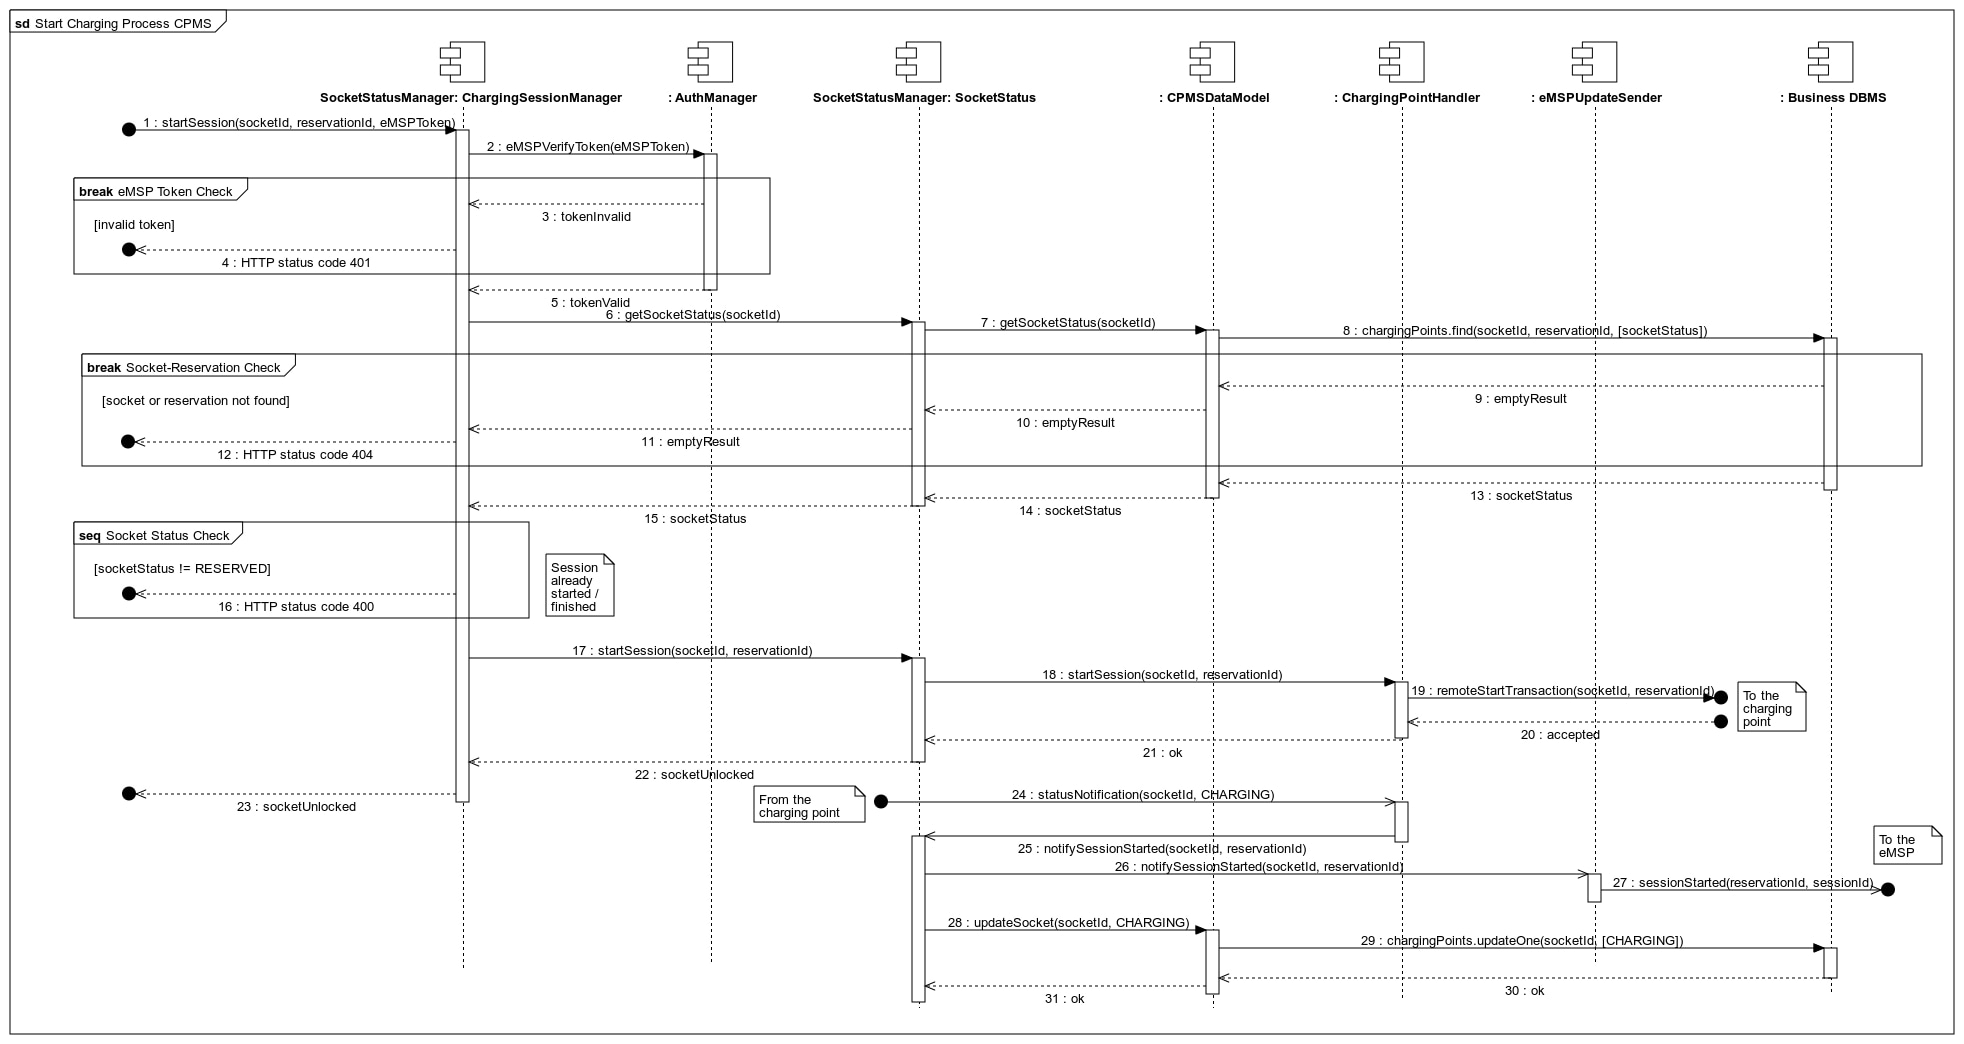 sd Start Charging Process CPMS
SocketStatusManager: ChargingSessionManager
: AuthManager
SocketStatusManager: SocketStatus
: CPMSDataModel
: ChargingPointHandler
: eMSPUpdateSender
: Business DBMS
1 : startSession(socketId, reservationId, eMSPToken)
2 : eMSPVerifyToken(eMSPToken)
break eMSP Token Check
3 : tokenInvalid
[invalid token]
4 : HTTP status code 401
5 : tokenValid
6 : getSocketStatus(socketId)
7 : getSocketStatus(socketId)
8 : chargingPoints.find(socketId, reservationId, [socketStatus])
break Socket-Reservation Check
[socket or reservation not found]
9 : emptyResult
10 : emptyResult
11 : emptyResult
12 : HTTP status code 404
13 : socketStatus
14 : socketStatus
15 : socketStatus
seq Socket Status Check
[socketStatus != RESERVED]
Session
already
started /
finished
16 : HTTP status code 400
17 : startSession(socketId, reservationId)
18 : startSession(socketId, reservationId)
19 : remoteStartTransaction(socketId, reservationId)
To the
charging
point
20 : accepted
21 : ok
22 : socketUnlocked
23 : socketUnlocked
From the
charging point
24 : statusNotification(socketId, CHARGING)
25 : notifySessionStarted(socketId, reservationId)
26 : notifySessionStarted(socketId, reservationId)
To the
eMSP
27 : sessionStarted(reservationId, sessionId)
28 : updateSocket(socketId, CHARGING)
29 : chargingPoints.updateOne(socketId, [CHARGING])
30 : ok
31 : ok